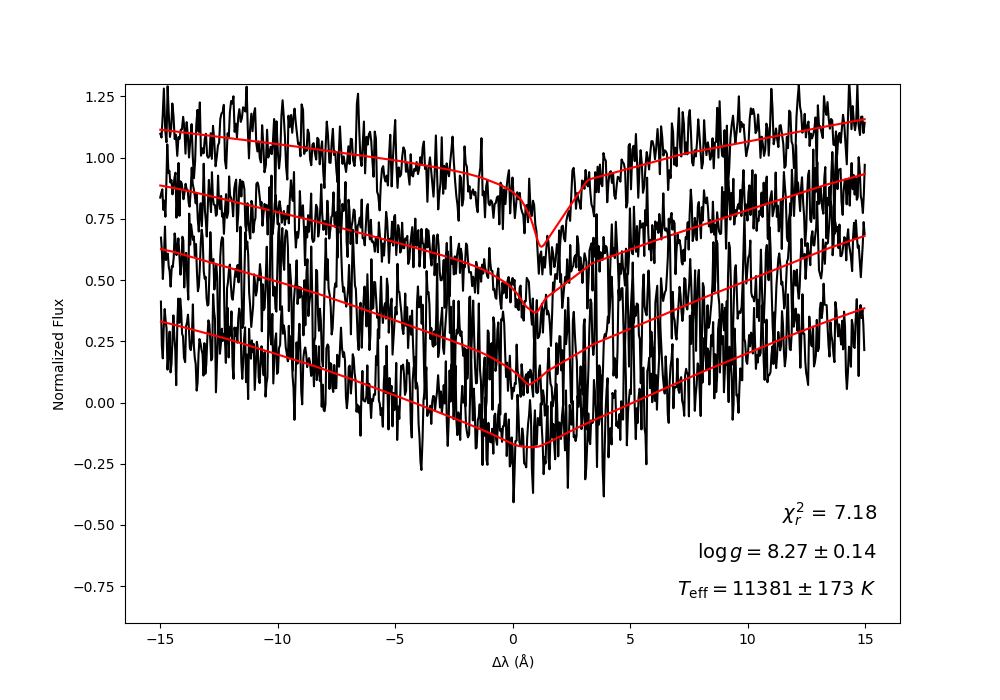 1.25
1.00
0.75
0.50
0.25
0.00
−0.25
−0.50
−0.75
Normalized Flux
χ²ᵣ = 7.18
log g = 8.27 ± 0.14
T_eff = 11381 ± 173 K
−15 −10 −5 0 5 10 15
Δλ (Å)